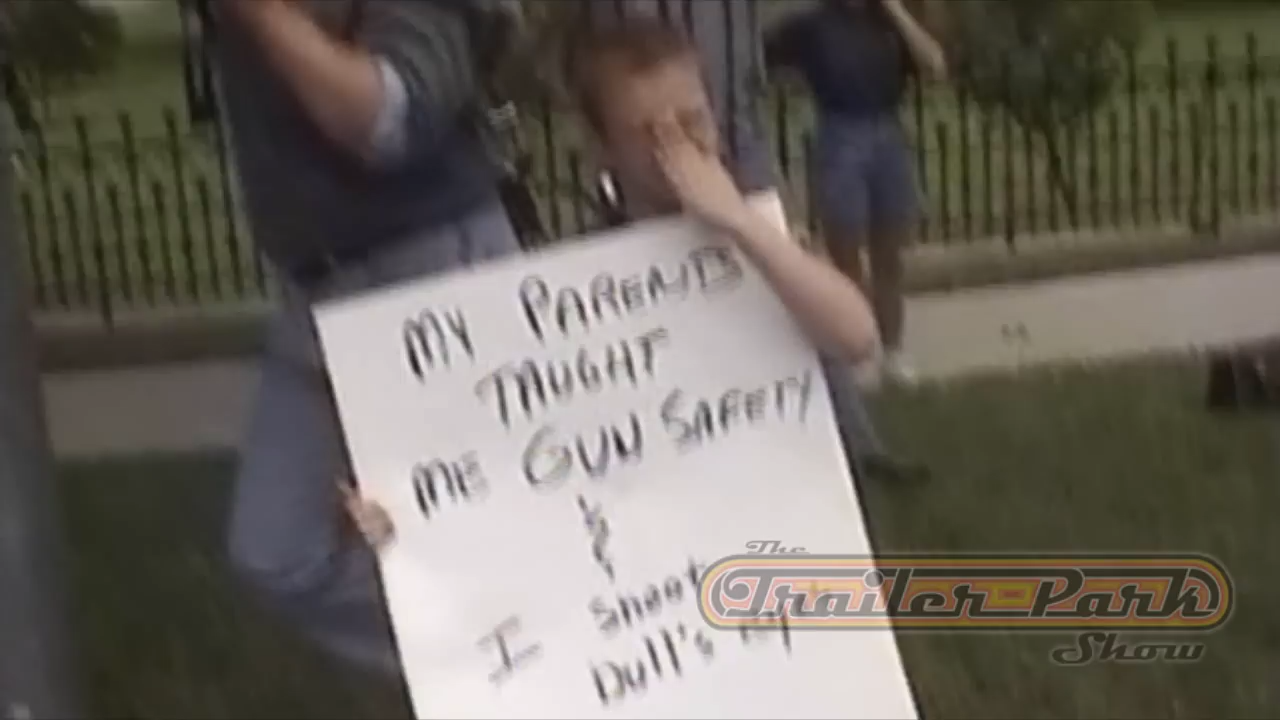 MY PARENTS
TAUGHT
ME GUN SAFETY
&
I Shoot
Dull's
The
Trailer-Park
Show